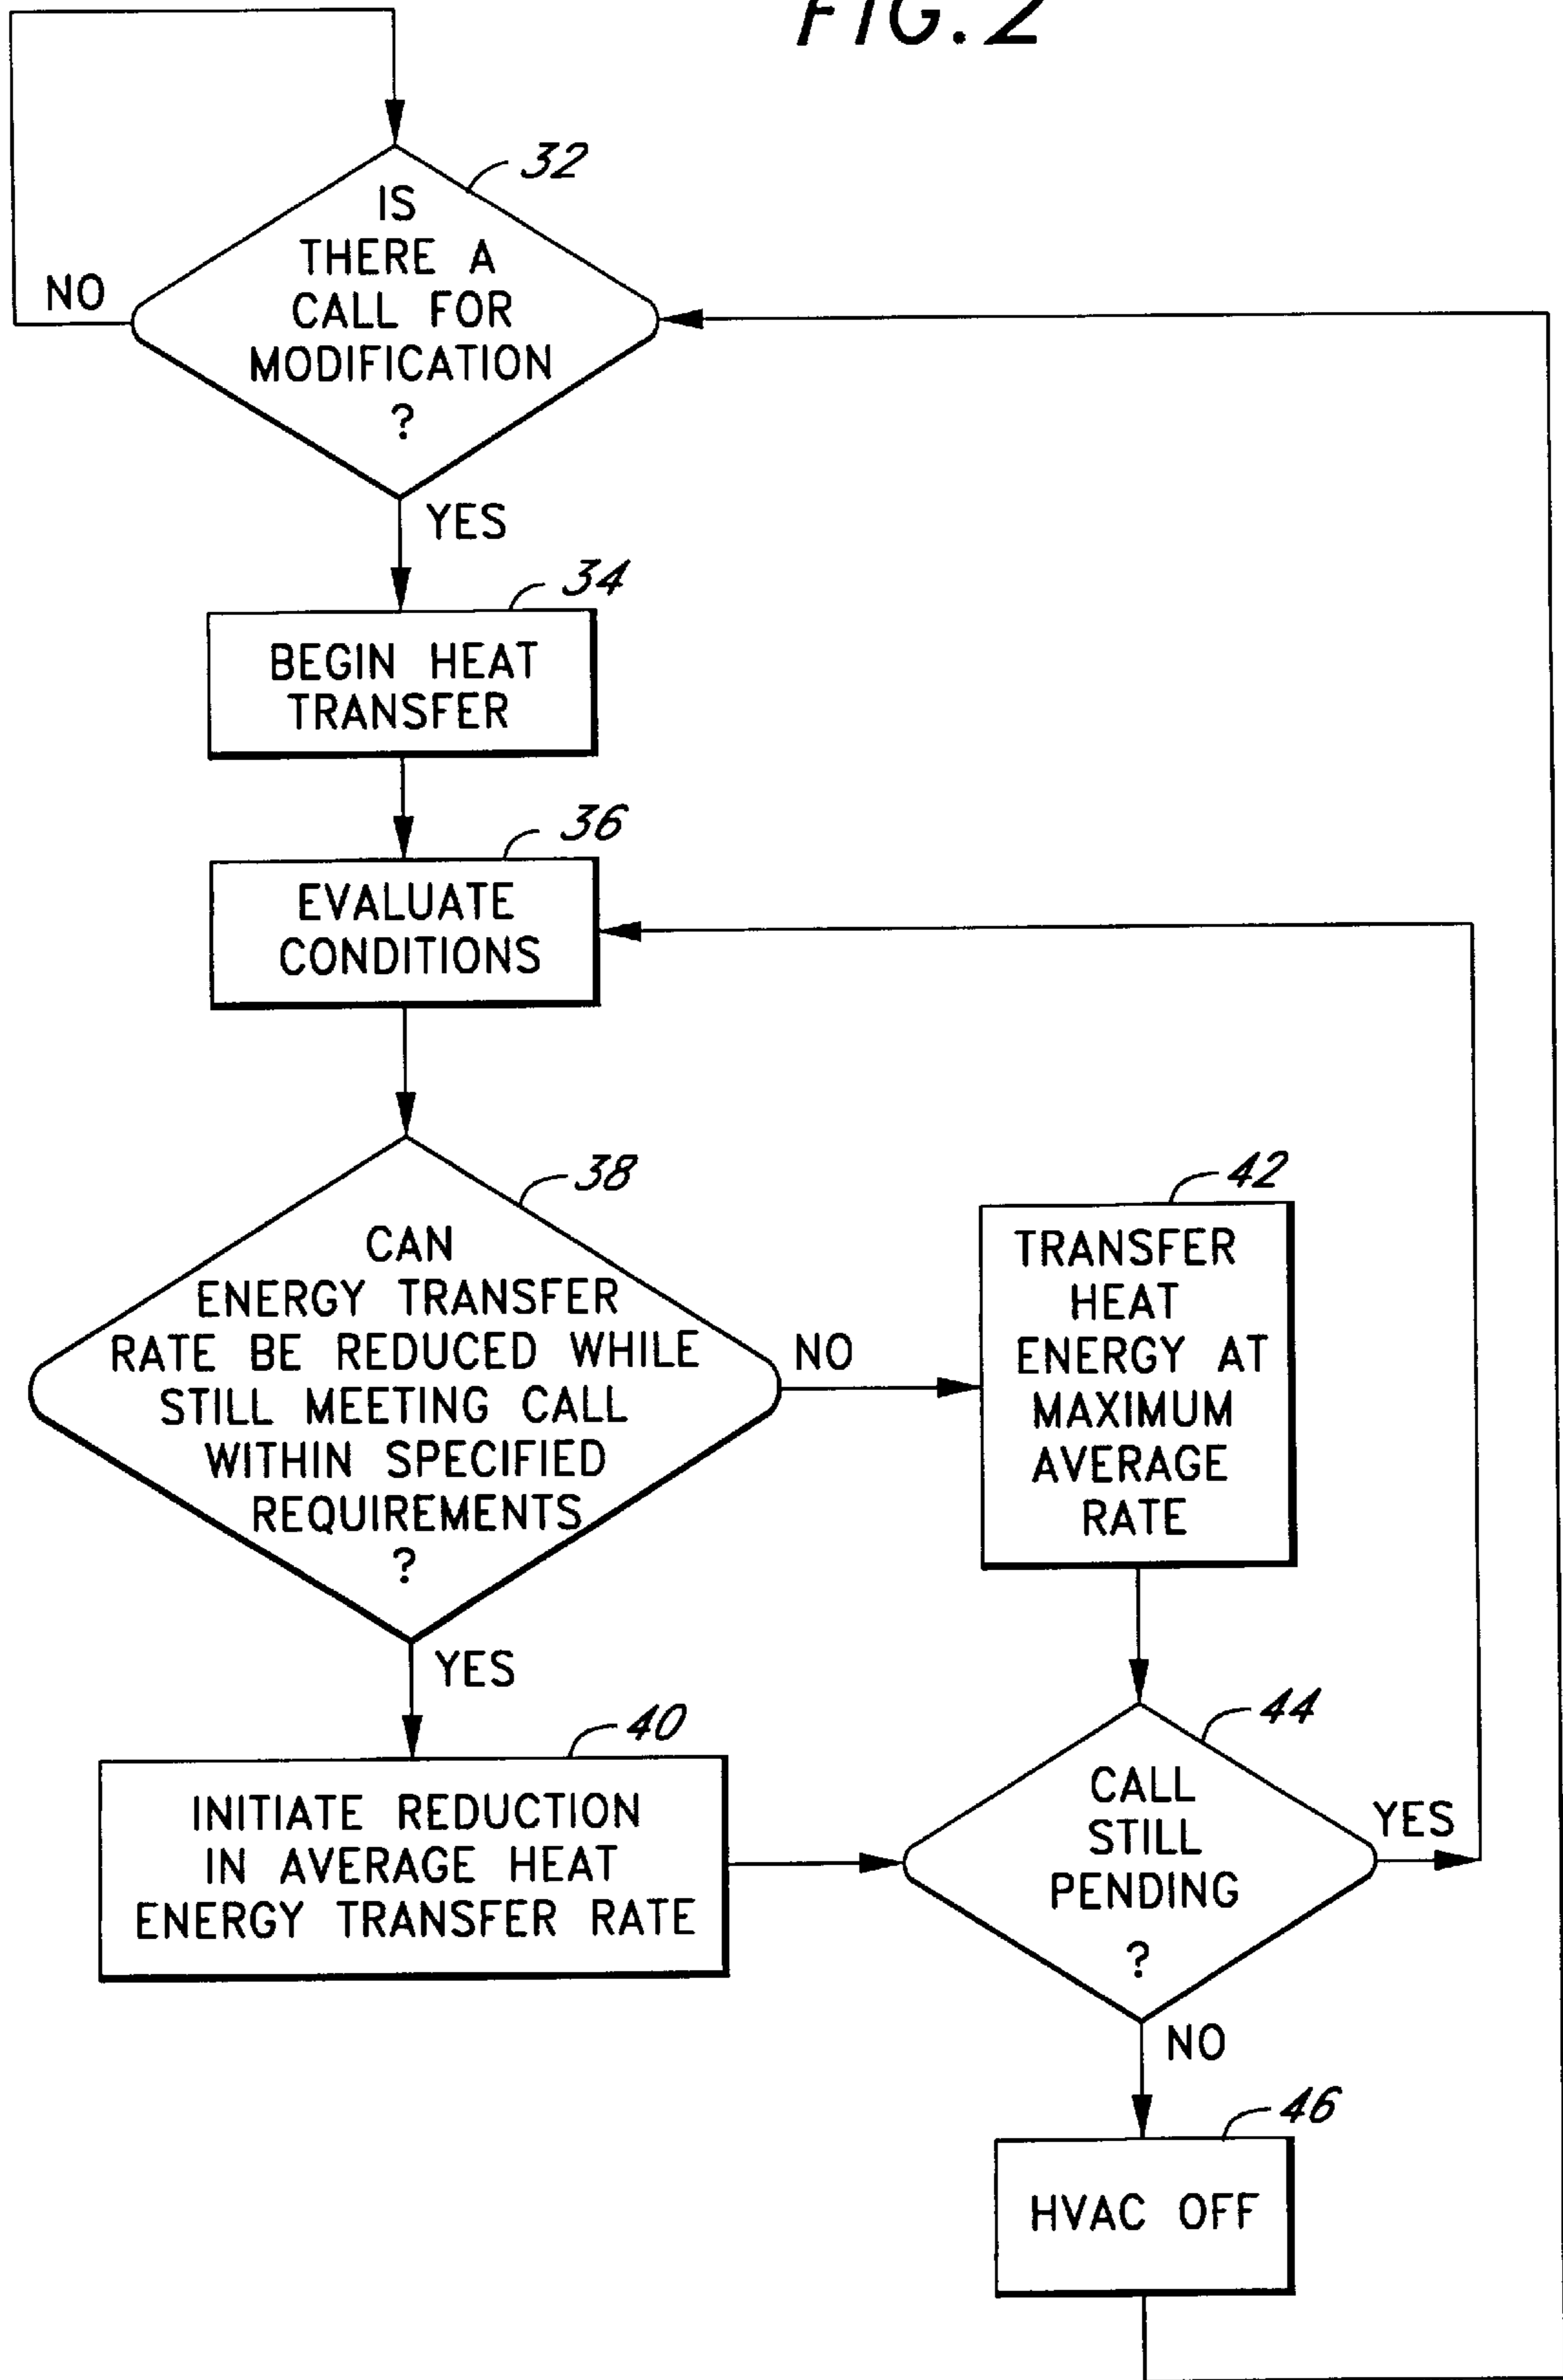 FIG. 2
32
IS
THERE A
CALL FOR
MODIFICATION
?
NO
YES
34
BEGIN HEAT
TRANSFER
36
EVALUATE
CONDITIONS
38
CAN
ENERGY TRANSFER
RATE BE REDUCED WHILE
STILL MEETING CALL
WITHIN SPECIFIED
REQUIREMENTS
?
NO
YES
42
TRANSFER
HEAT
ENERGY AT
MAXIMUM
AVERAGE
RATE
40
INITIATE REDUCTION
IN AVERAGE HEAT
ENERGY TRANSFER RATE
44
CALL
STILL
PENDING
?
YES
NO
46
HVAC OFF